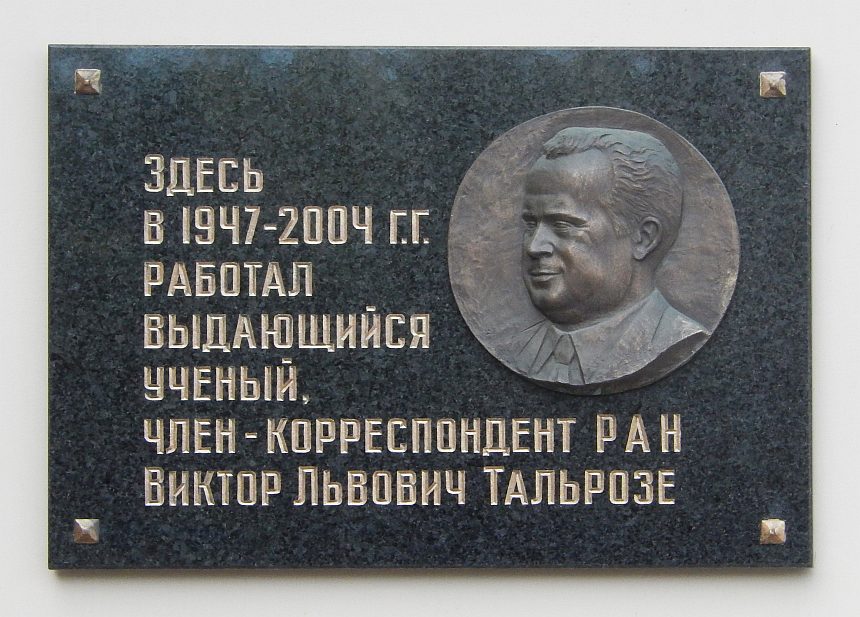 ЗДЕСЬ
В 1947-2004 Г.Г.
РАБОТАЛ
ВЫДАЮЩИЙСЯ
УЧЕНЫЙ,
ЧЛЕН-КОРРЕСПОНДЕНТ РАН
ВИКТОР ЛЬВОВИЧ ТАЛЬРОЗЕ